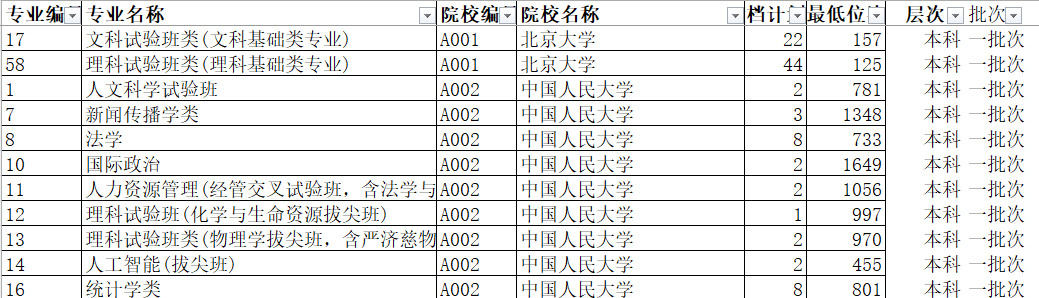 专业编 专业名称 院校编 院校名称 档计 最低位 层次 批次
17 文科试验班类(文科基础类专业) A001 北京大学 22 157 本科 一批次
58 理科试验班类(理科基础类专业) A001 北京大学 44 125 本科 一批次
1 人文科学试验班 A002 中国人民大学 2 781 本科 一批次
7 新闻传播学类 A002 中国人民大学 3 1348 本科 一批次
8 法学 A002 中国人民大学 8 733 本科 一批次
10 国际政治 A002 中国人民大学 2 1649 本科 一批次
11 人力资源管理(经管交叉试验班，含法学与 A002 中国人民大学 2 1056 本科 一批次
12 理科试验班(化学与生命资源拔尖班) A002 中国人民大学 1 997 本科 一批次
13 理科试验班类(物理学拔尖班，含严济慈物 A002 中国人民大学 2 970 本科 一批次
14 人工智能(拔尖班) A002 中国人民大学 2 455 本科 一批次
16 统计学类 A002 中国人民大学 8 801 本科 一批次